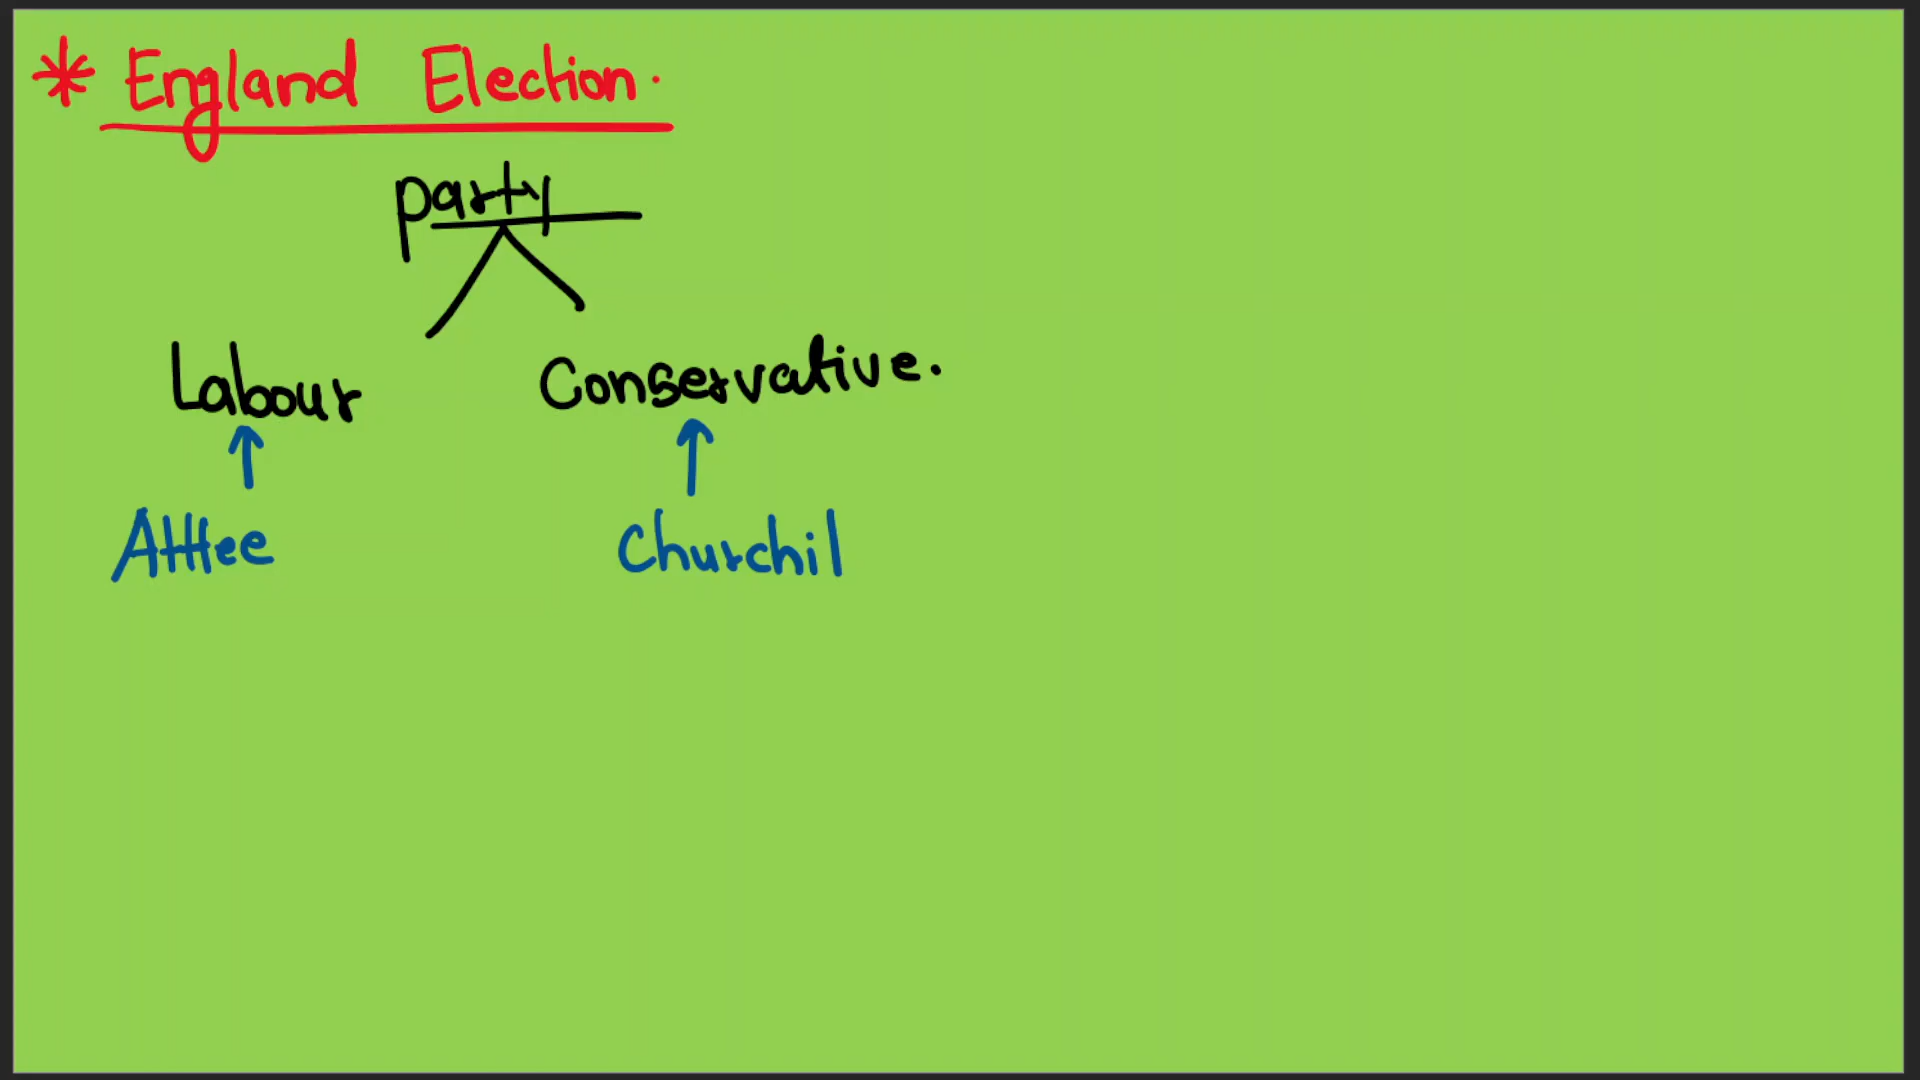 * England Election.
party
Labour Conservative.
Attlee Churchil